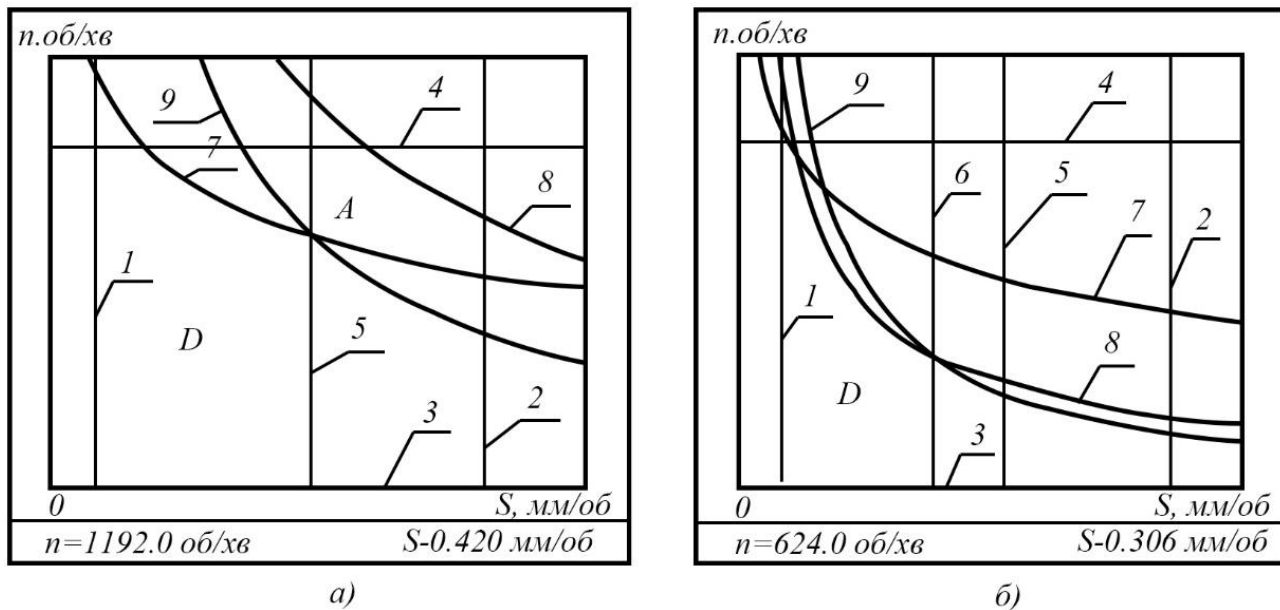 n.об/хв
9
4
7
8
A
1
D
5
2
3
0
S, мм/об
n=1192.0 об/хв
S-0.420 мм/об
а)
n.об/хв
9
4
6
5
7
2
1
8
D
3
0
S, мм/об
n=624.0 об/хв
S-0.306 мм/об
б)